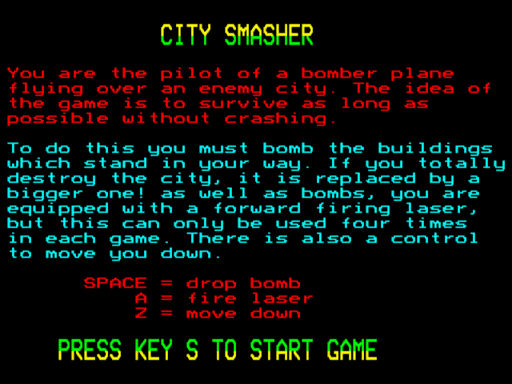 CITY SMASHER
You are the pilot of a bomber plane
flying over an enemy city. The idea of
the game is to survive as long as
possible without crashing.
To do this you must bomb the buildings
which stand in your way. If you totally
destroy the city, it is replaced by a
bigger one! as well as bombs, you are
equipped with a forward firing laser,
but this can only be used four times
in each game. There is also a control
to move you down.
SPACE = drop bomb
A = fire laser
Z = move down
PRESS KEY S TO START GAME